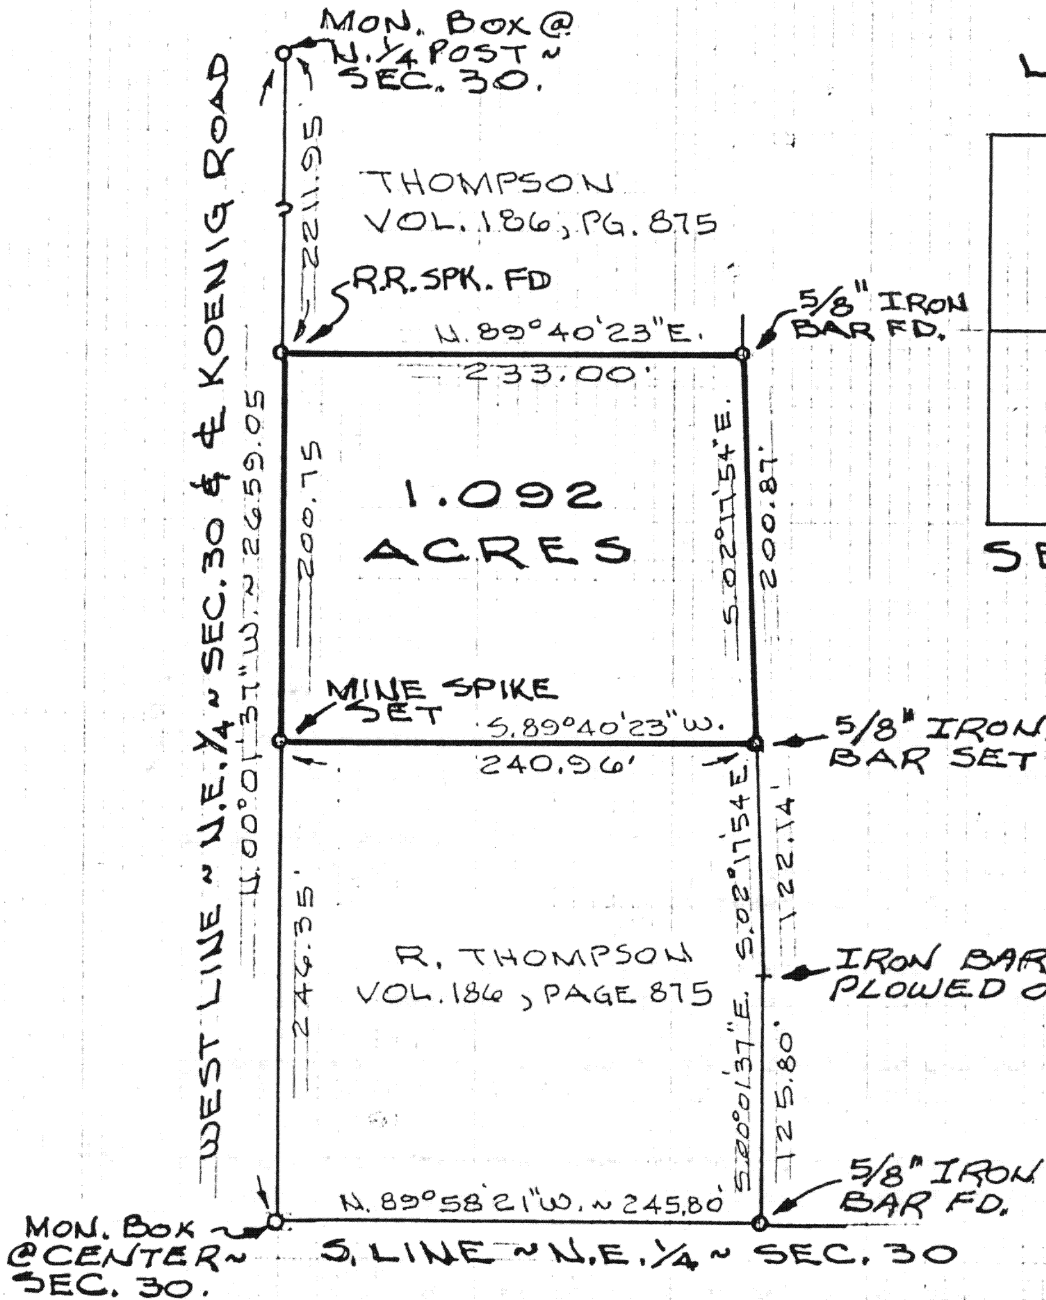 MON. BOX @
N. 1/4 POST ~
SEC. 30.
2211.95
THOMPSON
VOL. 186, PG. 875
R.R. SPK. FD
5/8" IRON
BAR FD.
N. 89°40'23"E.
233.00'
WEST LINE ~ N.E. 1/4 ~ SEC. 30 & ℄ KOENIG ROAD
N. 00°01'37"W. ~ 2659.05
200.75
1.092
ACRES
S. 02°17'54"E.
200.87'
MINE SPIKE
SET
S. 89°40'23"W.
240.96'
5/8" IRON
BAR SET
246.35'
R. THOMPSON
VOL. 186, PAGE 875
S. 02°17'54 E
122.14'
IRON BAR
PLOWED O
S. 00°01'37"E.
125.80'
5/8" IRON
BAR FD.
N. 89°58'21"W. ~ 245.80'
MON. BOX
@ CENTER ~
SEC. 30.
S. LINE ~ N.E. 1/4 ~ SEC. 30
L
SE